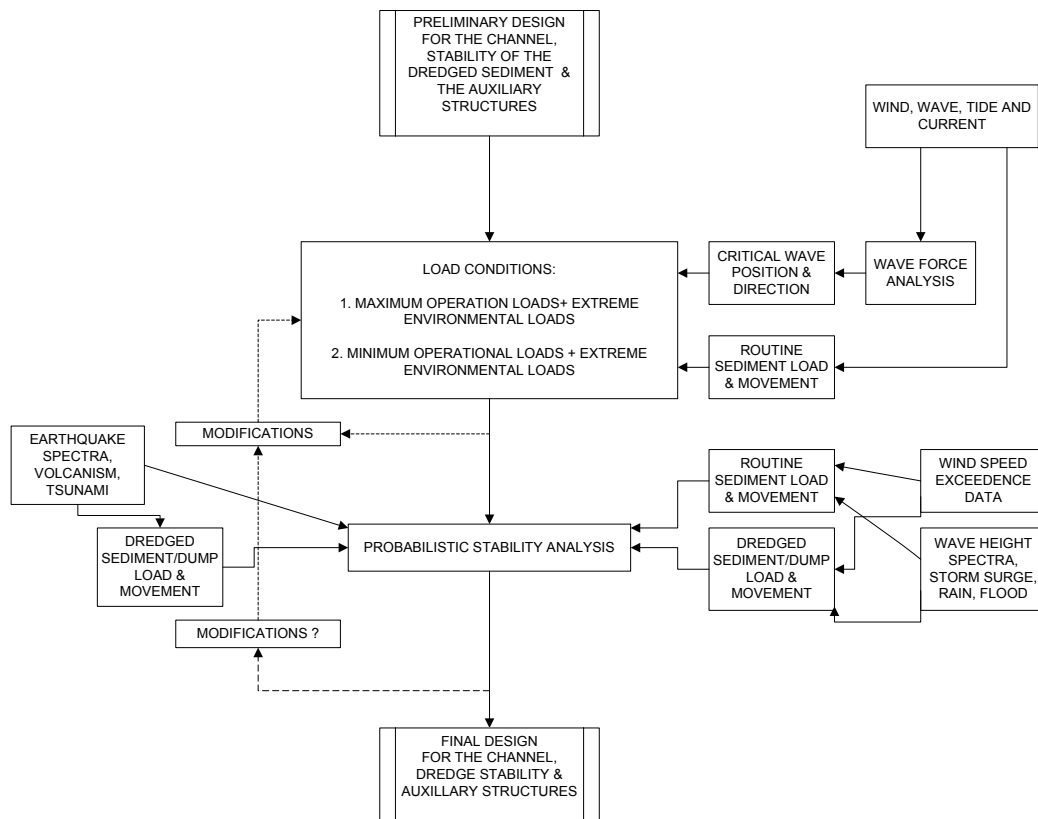 PRELIMINARY DESIGN
FOR THE CHANNEL,
STABILITY OF THE
DREDGED SEDIMENT &
THE AUXILIARY
STRUCTURES
WIND, WAVE, TIDE AND
CURRENT
LOAD CONDITIONS:
1. MAXIMUM OPERATION LOADS+ EXTREME
ENVIRONMENTAL LOADS
2. MINIMUM OPERATIONAL LOADS + EXTREME
ENVIRONMENTAL LOADS
CRITICAL WAVE
POSITION &
DIRECTION
WAVE FORCE
ANALYSIS
ROUTINE
SEDIMENT LOAD
& MOVEMENT
MODIFICATIONS
EARTHQUAKE
SPECTRA,
VOLCANISM,
TSUNAMI
ROUTINE
SEDIMENT LOAD
& MOVEMENT
WIND SPEED
EXCEEDENCE
DATA
DREDGED
SEDIMENT/DUMP
LOAD &
MOVEMENT
PROBABILISTIC STABILITY ANALYSIS
DREDGED
SEDIMENT/DUMP
LOAD &
MOVEMENT
WAVE HEIGHT
SPECTRA,
STORM SURGE,
RAIN, FLOOD
MODIFICATIONS ?
FINAL DESIGN
FOR THE CHANNEL,
DREDGE STABILITY &
AUXILLARY STRUCTURES